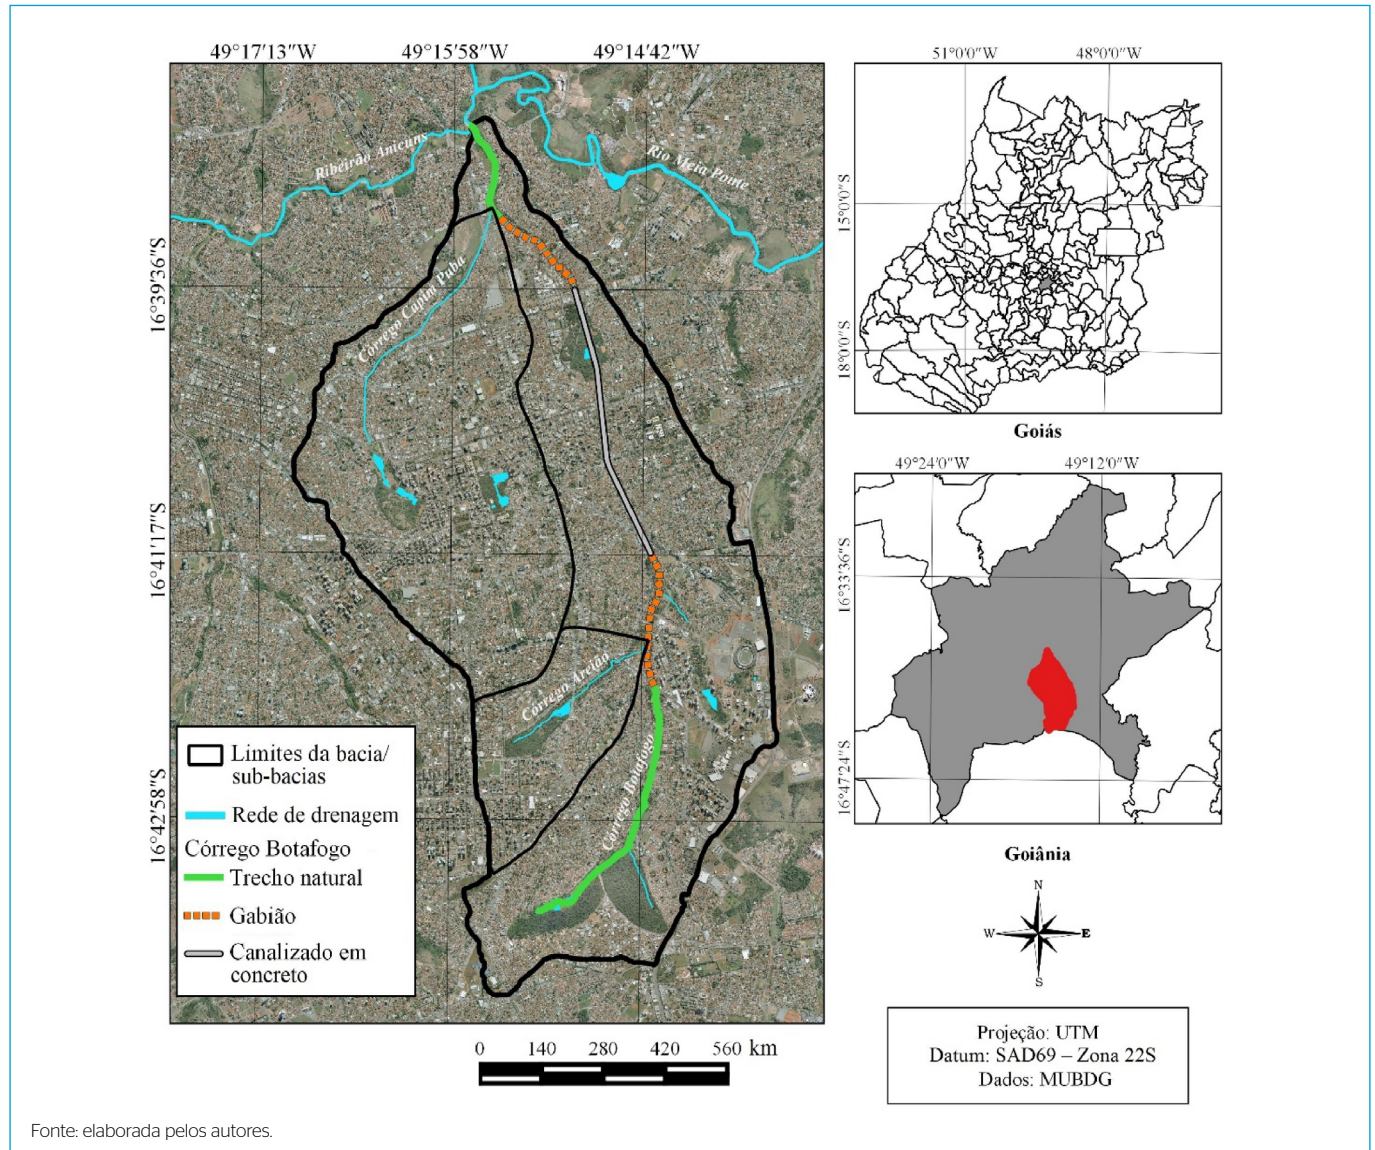 49°17'13"W 49°15'58"W 49°14'42"W
16°39'36"S
16°41'17"S
16°42'58"S
Ribeirão Anicuns
Rio Meia Ponte
Córrego Capim Puba
Córrego Areião
Córrego Botafogo
Limites da bacia/
sub-bacias
Rede de drenagem
Córrego Botafogo
Trecho natural
Gabião
Canalizado em
concreto
0 140 280 420 560 km
51°0'0"W 48°0'0"W
15°0'0"S
18°0'0"S
Goiás
49°24'0"W 49°12'0"W
16°33'36"S
16°47'24"S
Goiânia
N
W E
S
Projeção: UTM
Datum: SAD69 – Zona 22S
Dados: MUBDG
Fonte: elaborada pelos autores.